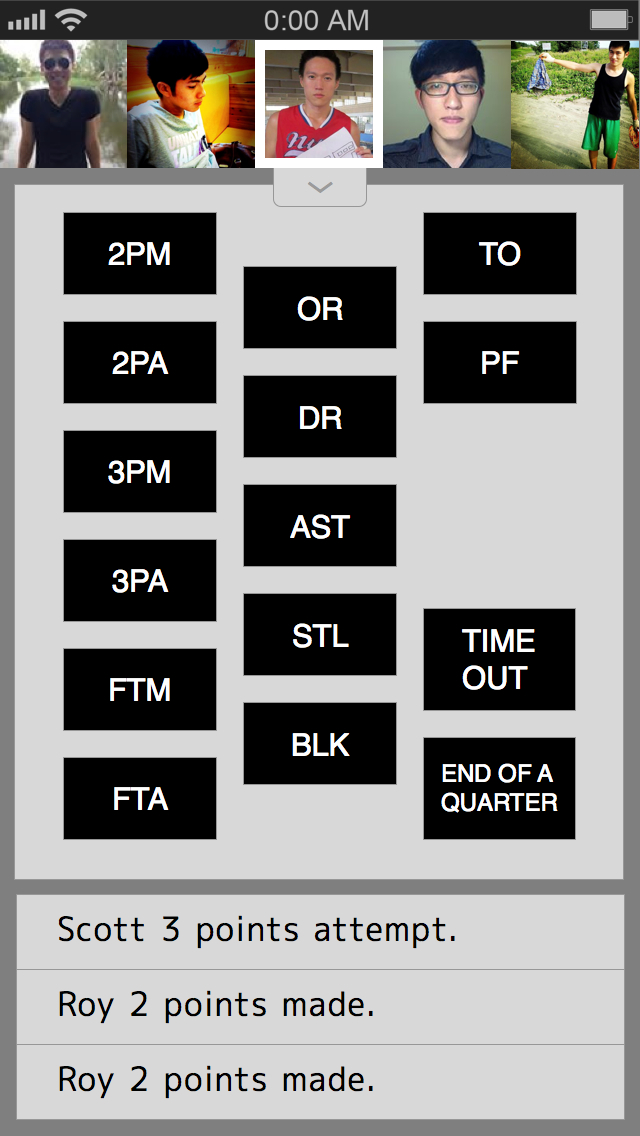 0:00 AM
2PM
TO
OR
2PA
PF
DR
3PM
AST
3PA
STL
TIME
OUT
FTM
BLK
END OF A
QUARTER
FTA
Scott 3 points attempt.
Roy 2 points made.
Roy 2 points made.